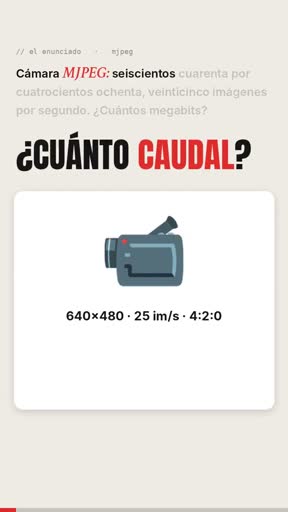 // el enunciado · mjpeg
Cámara MJPEG: seiscientos cuarenta por
cuatrocientos ochenta, veinticinco imágenes
por segundo. ¿Cuántos megabits?
¿CUÁNTO CAUDAL?
640×480 · 25 im/s · 4:2:0